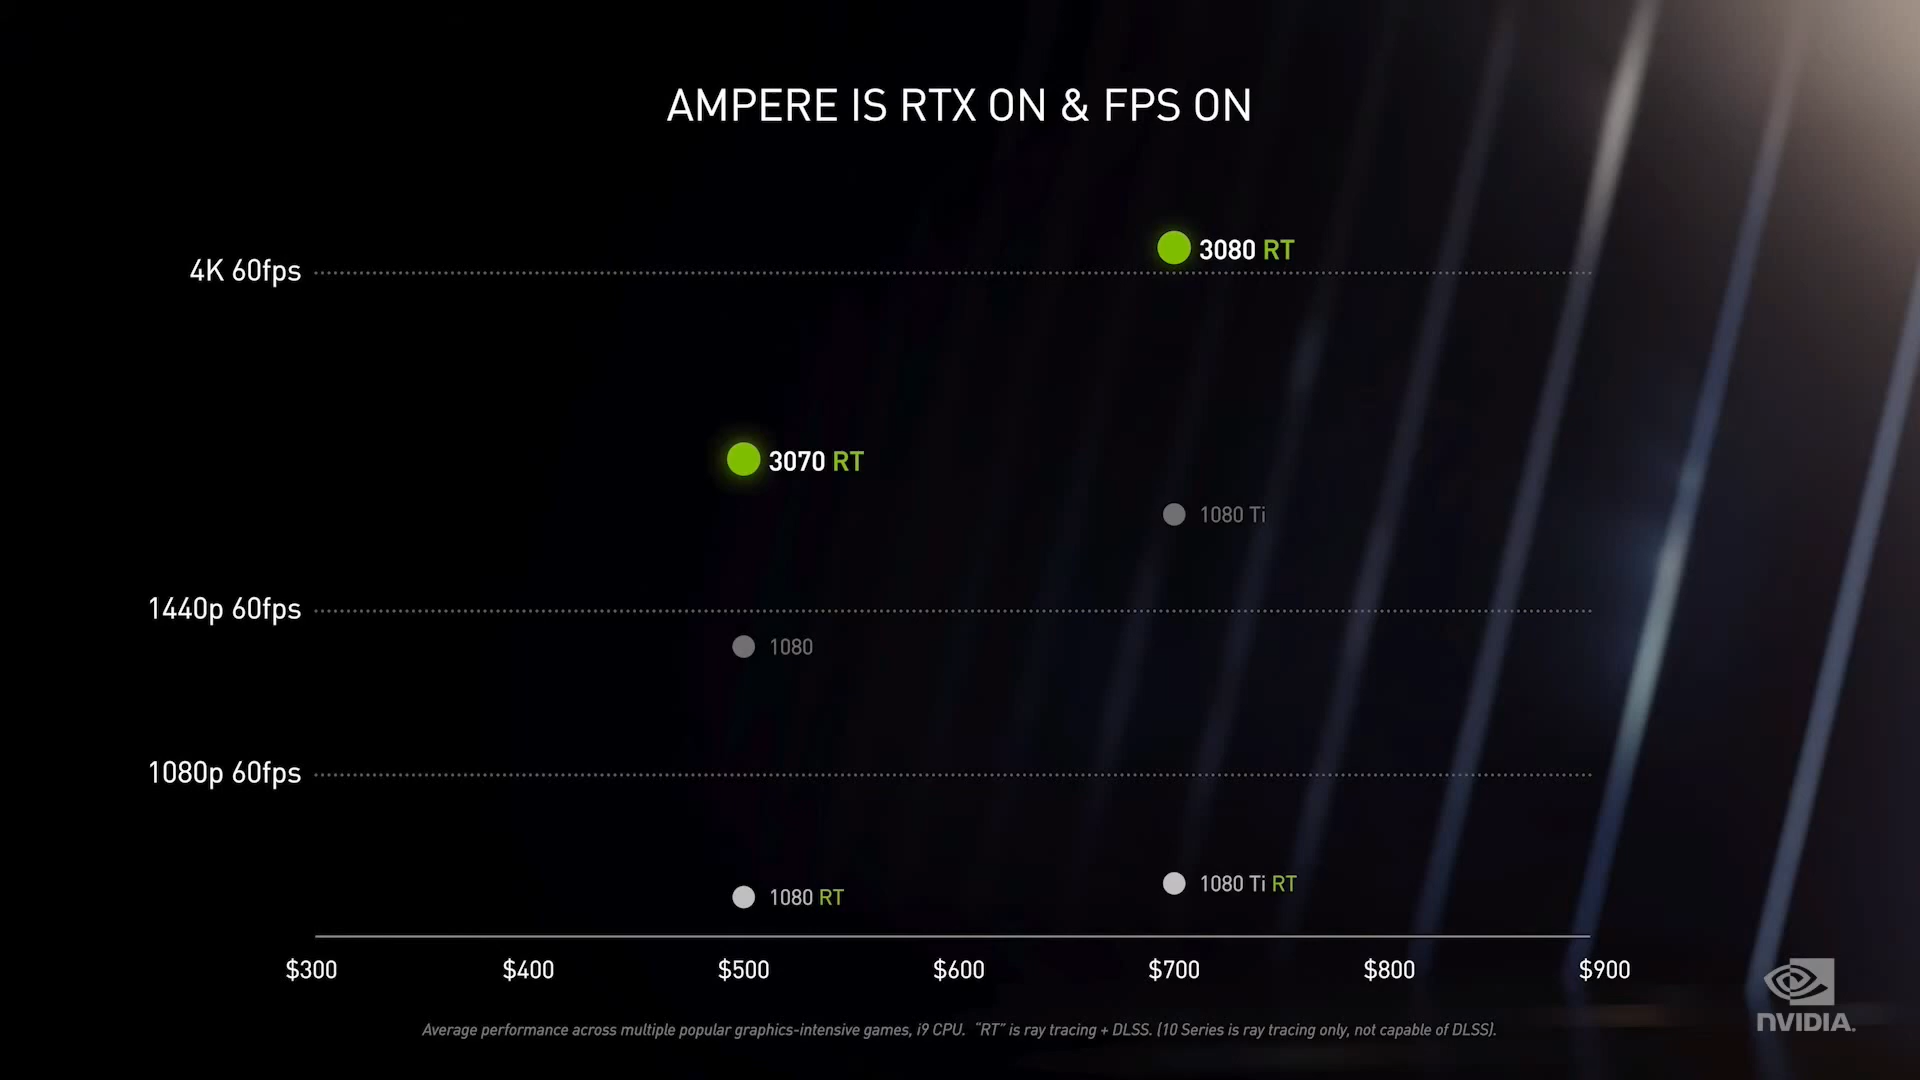 AMPERE IS RTX ON & FPS ON
3080 RT
4K 60fps
3070 RT
1080 Ti
1440p 60fps
1080
1080p 60fps
1080 Ti RT
1080 RT
$300 $400 $500 $600 $700 $800 $900
Average performance across multiple popular graphics-intensive games, i9 CPU. "RT" is ray tracing + DLSS. (10 Series is ray tracing only, not capable of DLSS).
NVIDIA.